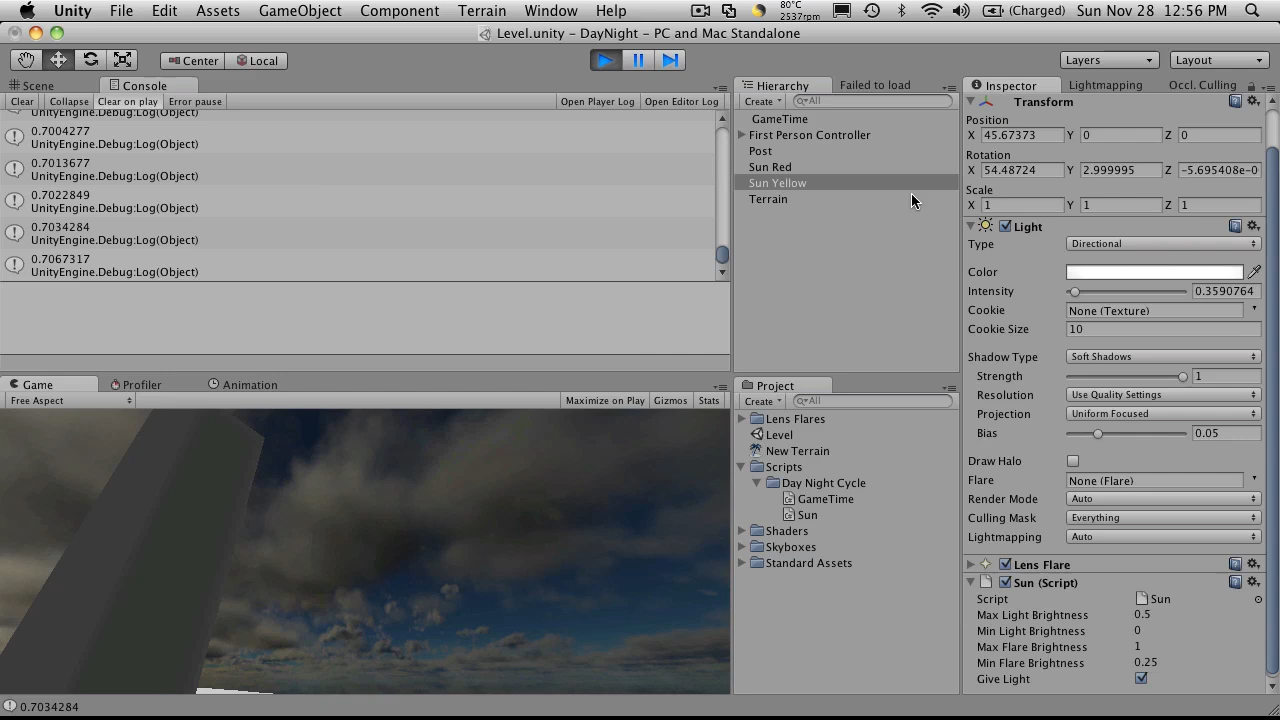 Unity File Edit Assets GameObject Component Terrain Window Help 80°C 2537rpm (Charged) Sun Nov 28 12:56 PM
Level.unity - DayNight - PC and Mac Standalone
Center Local Layers Layout
Scene Console
Clear Collapse Clear on play Error pause Open Player Log Open Editor Log
UnityEngine.Debug:Log(Object)
0.7004277
UnityEngine.Debug:Log(Object)
0.7013677
UnityEngine.Debug:Log(Object)
0.7022849
UnityEngine.Debug:Log(Object)
0.7034284
UnityEngine.Debug:Log(Object)
0.7067317
UnityEngine.Debug:Log(Object)
Game Profiler Animation
Free Aspect Maximize on Play Gizmos Stats
Hierarchy Failed to load
Create All
GameTime
First Person Controller
Post
Sun Red
Sun Yellow
Terrain
Project
Create All
Lens Flares
Level
New Terrain
Scripts
Day Night Cycle
GameTime
Sun
Shaders
Skyboxes
Standard Assets
Inspector Lightmapping Occl. Culling
Transform
Position
X 45.67373 Y 0 Z 0
Rotation
X 54.48724 Y 2.999995 Z -5.695408e-0
Scale
X 1 Y 1 Z 1
Light
Type Directional
Color
Intensity 0.3590764
Cookie None (Texture)
Cookie Size 10
Shadow Type Soft Shadows
Strength 1
Resolution Use Quality Settings
Projection Uniform Focused
Bias 0.05
Draw Halo
Flare None (Flare)
Render Mode Auto
Culling Mask Everything
Lightmapping Auto
Lens Flare
Sun (Script)
Script Sun
Max Light Brightness 0.5
Min Light Brightness 0
Max Flare Brightness 1
Min Flare Brightness 0.25
Give Light
0.7034284